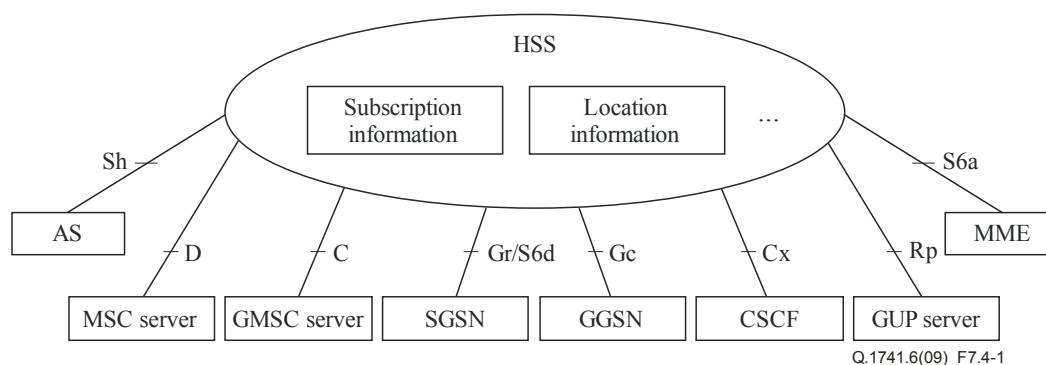 HSS
Subscription
information
Location
information
...
Sh
S6a
AS
MME
D
C
Gr/S6d
Gc
Cx
Rp
MSC server
GMSC server
SGSN
GGSN
CSCF
GUP server
Q.1741.6(09)_F7.4-1